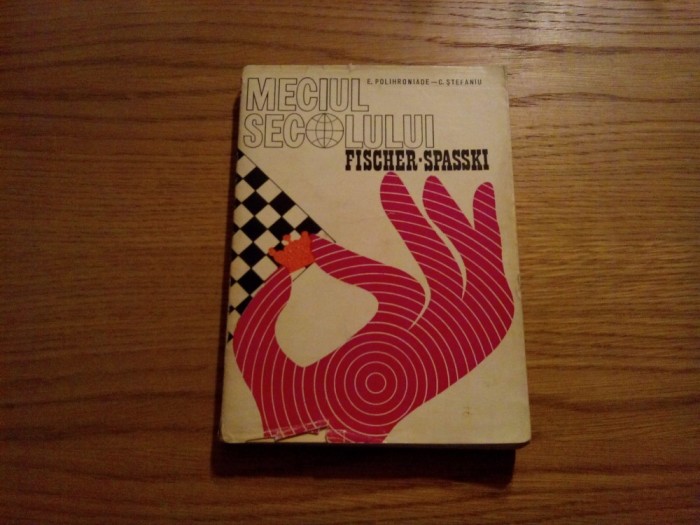 E. POLIHRONIADE — C. ȘTEFANIU
MECIUL
SECOLULUI
FISCHER·SPASSKI